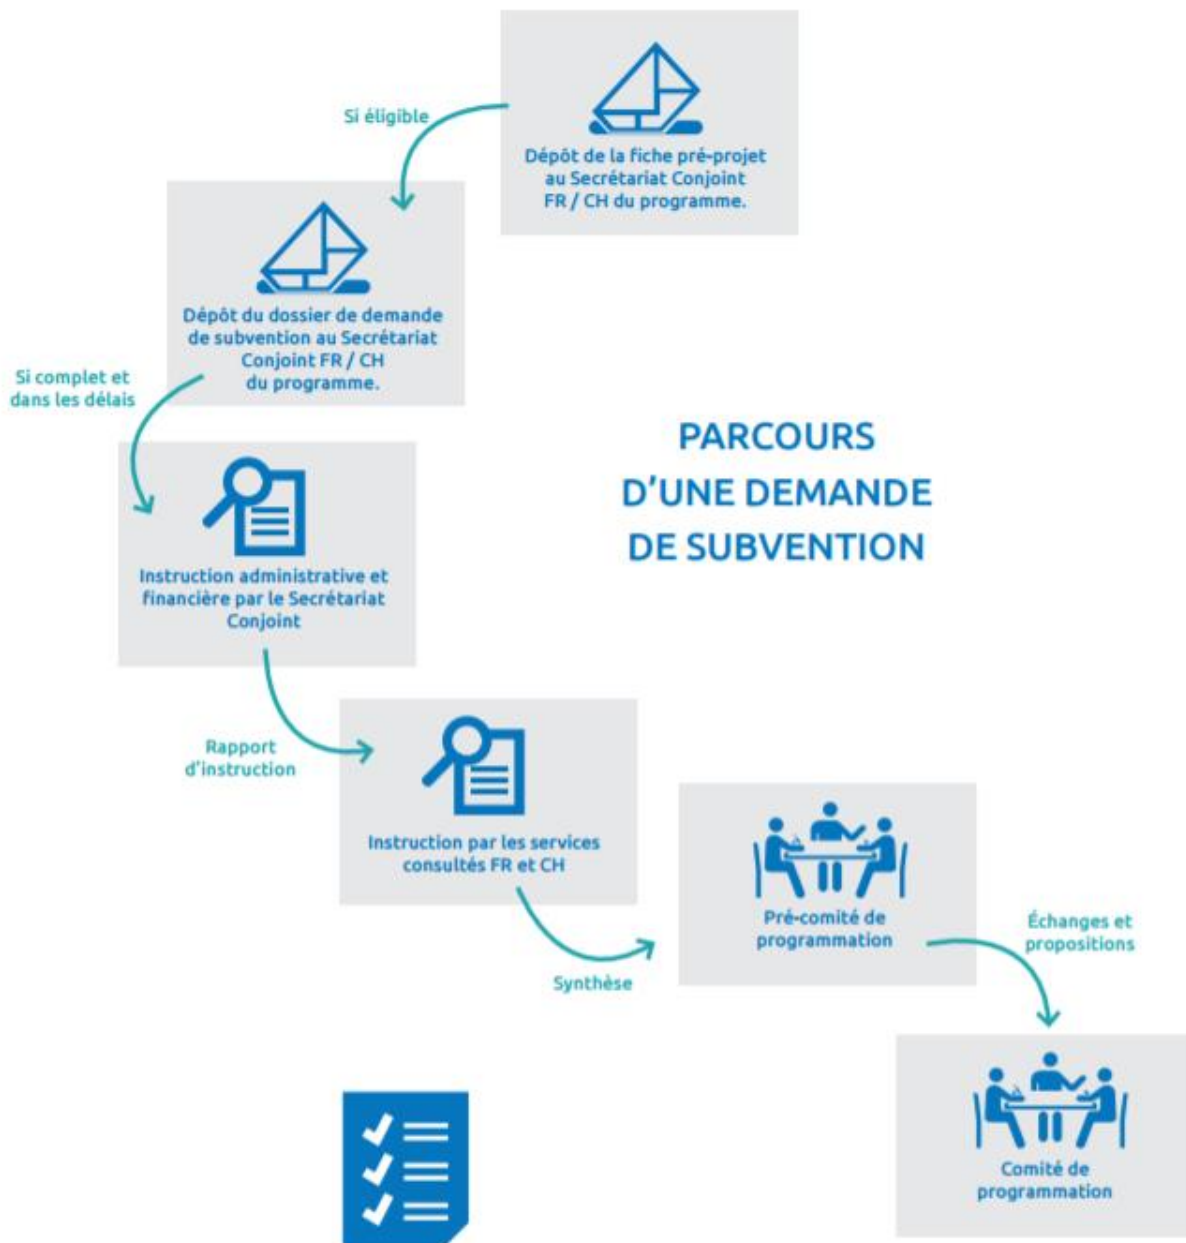 Si éligible
Dépôt de la fiche pré-projet
au Secrétariat Conjoint
FR / CH du programme.
Dépôt du dossier de demande
de subvention au Secrétariat
Conjoint FR / CH
du programme.
Si complet et
dans les délais
PARCOURS
D'UNE DEMANDE
DE SUBVENTION
Instruction administrative et
financière par le Secrétariat
Conjoint
Rapport
d'instruction
Instruction par les services
consultés FR et CH
Synthèse
Pré-comité de
programmation
Échanges et
propositions
Comité de
programmation